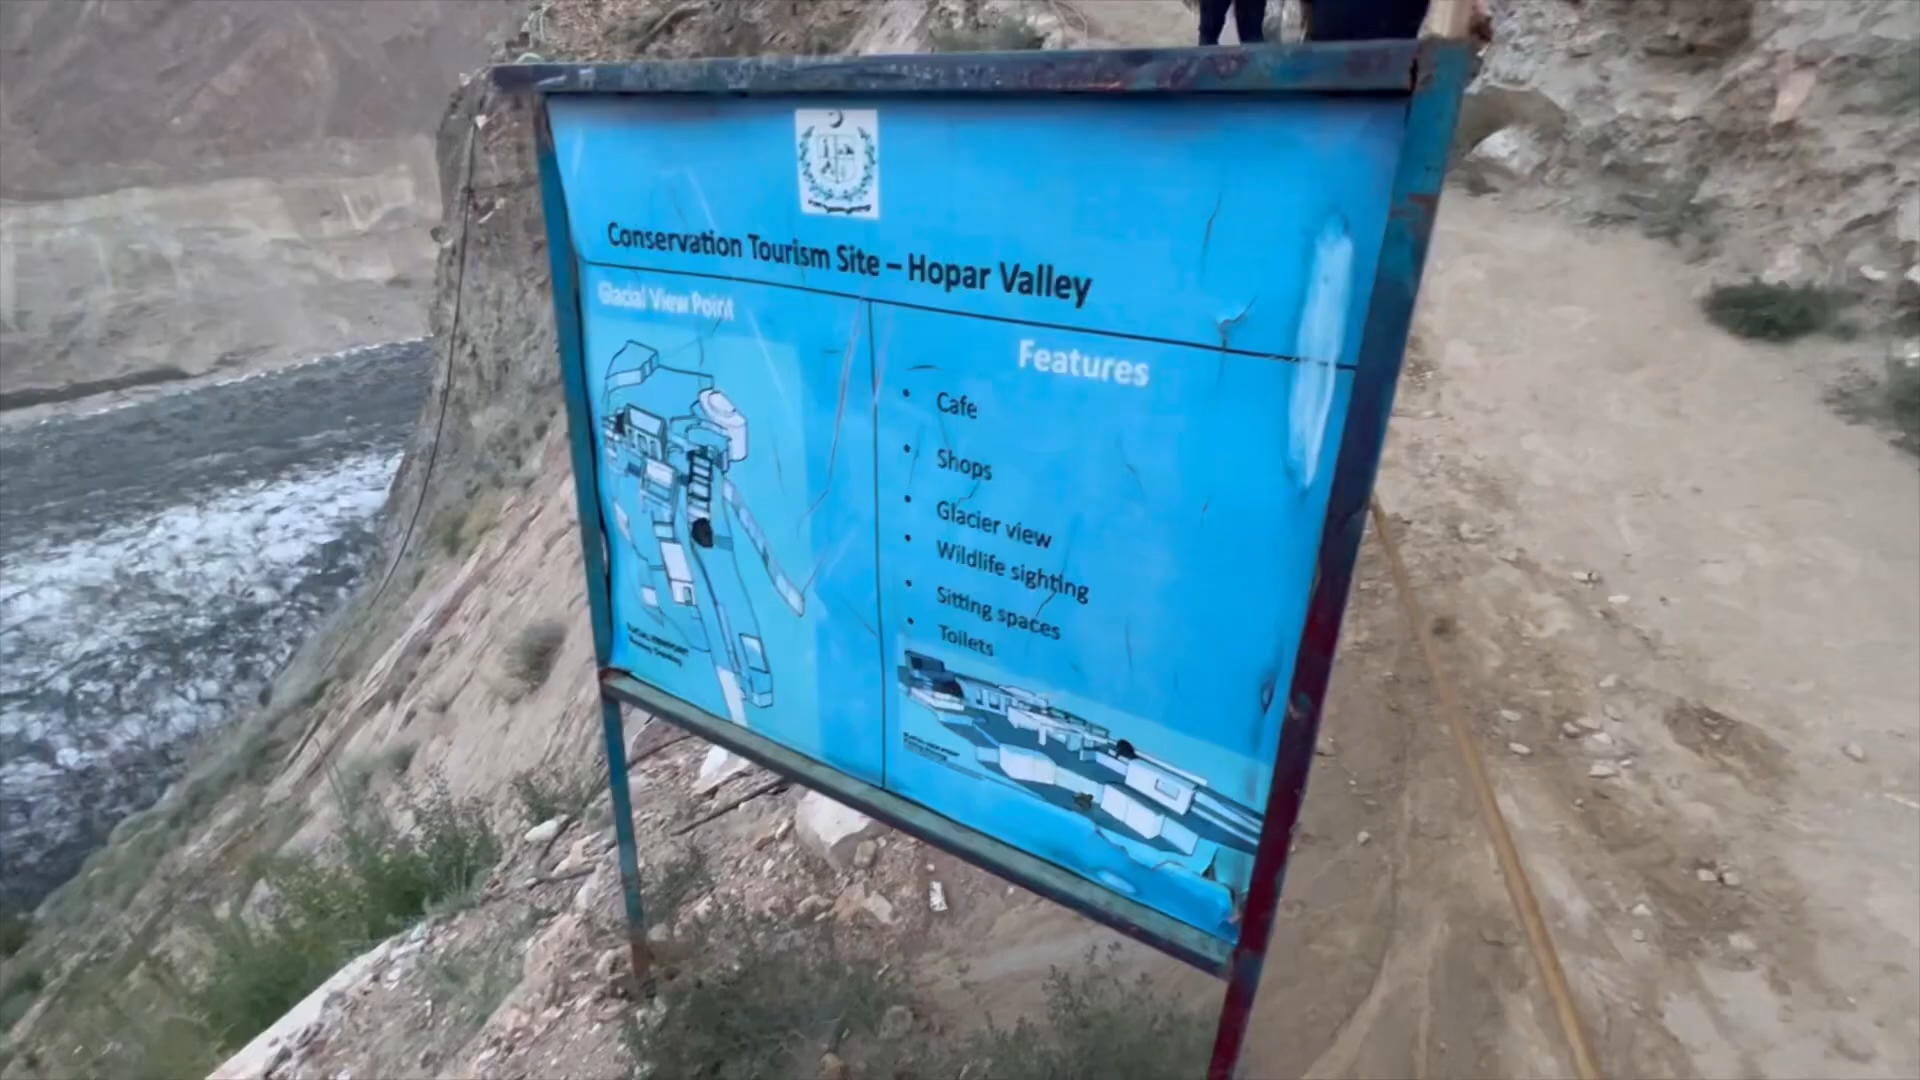 Conservation Tourism Site – Hopar Valley
Glacial View Point
Features
• Cafe
• Shops
• Glacier view
• Wildlife sighting
• Sitting spaces
• Toilets